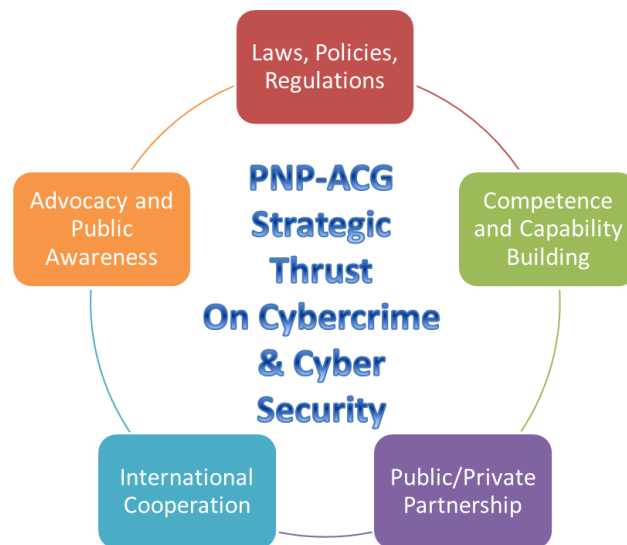 Laws, Policies,
Regulations
Advocacy and
Public
Awareness
PNP-ACG
Strategic
Thrust
On Cybercrime
& Cyber
Security
Competence
and Capability
Building
International
Cooperation
Public/Private
Partnership